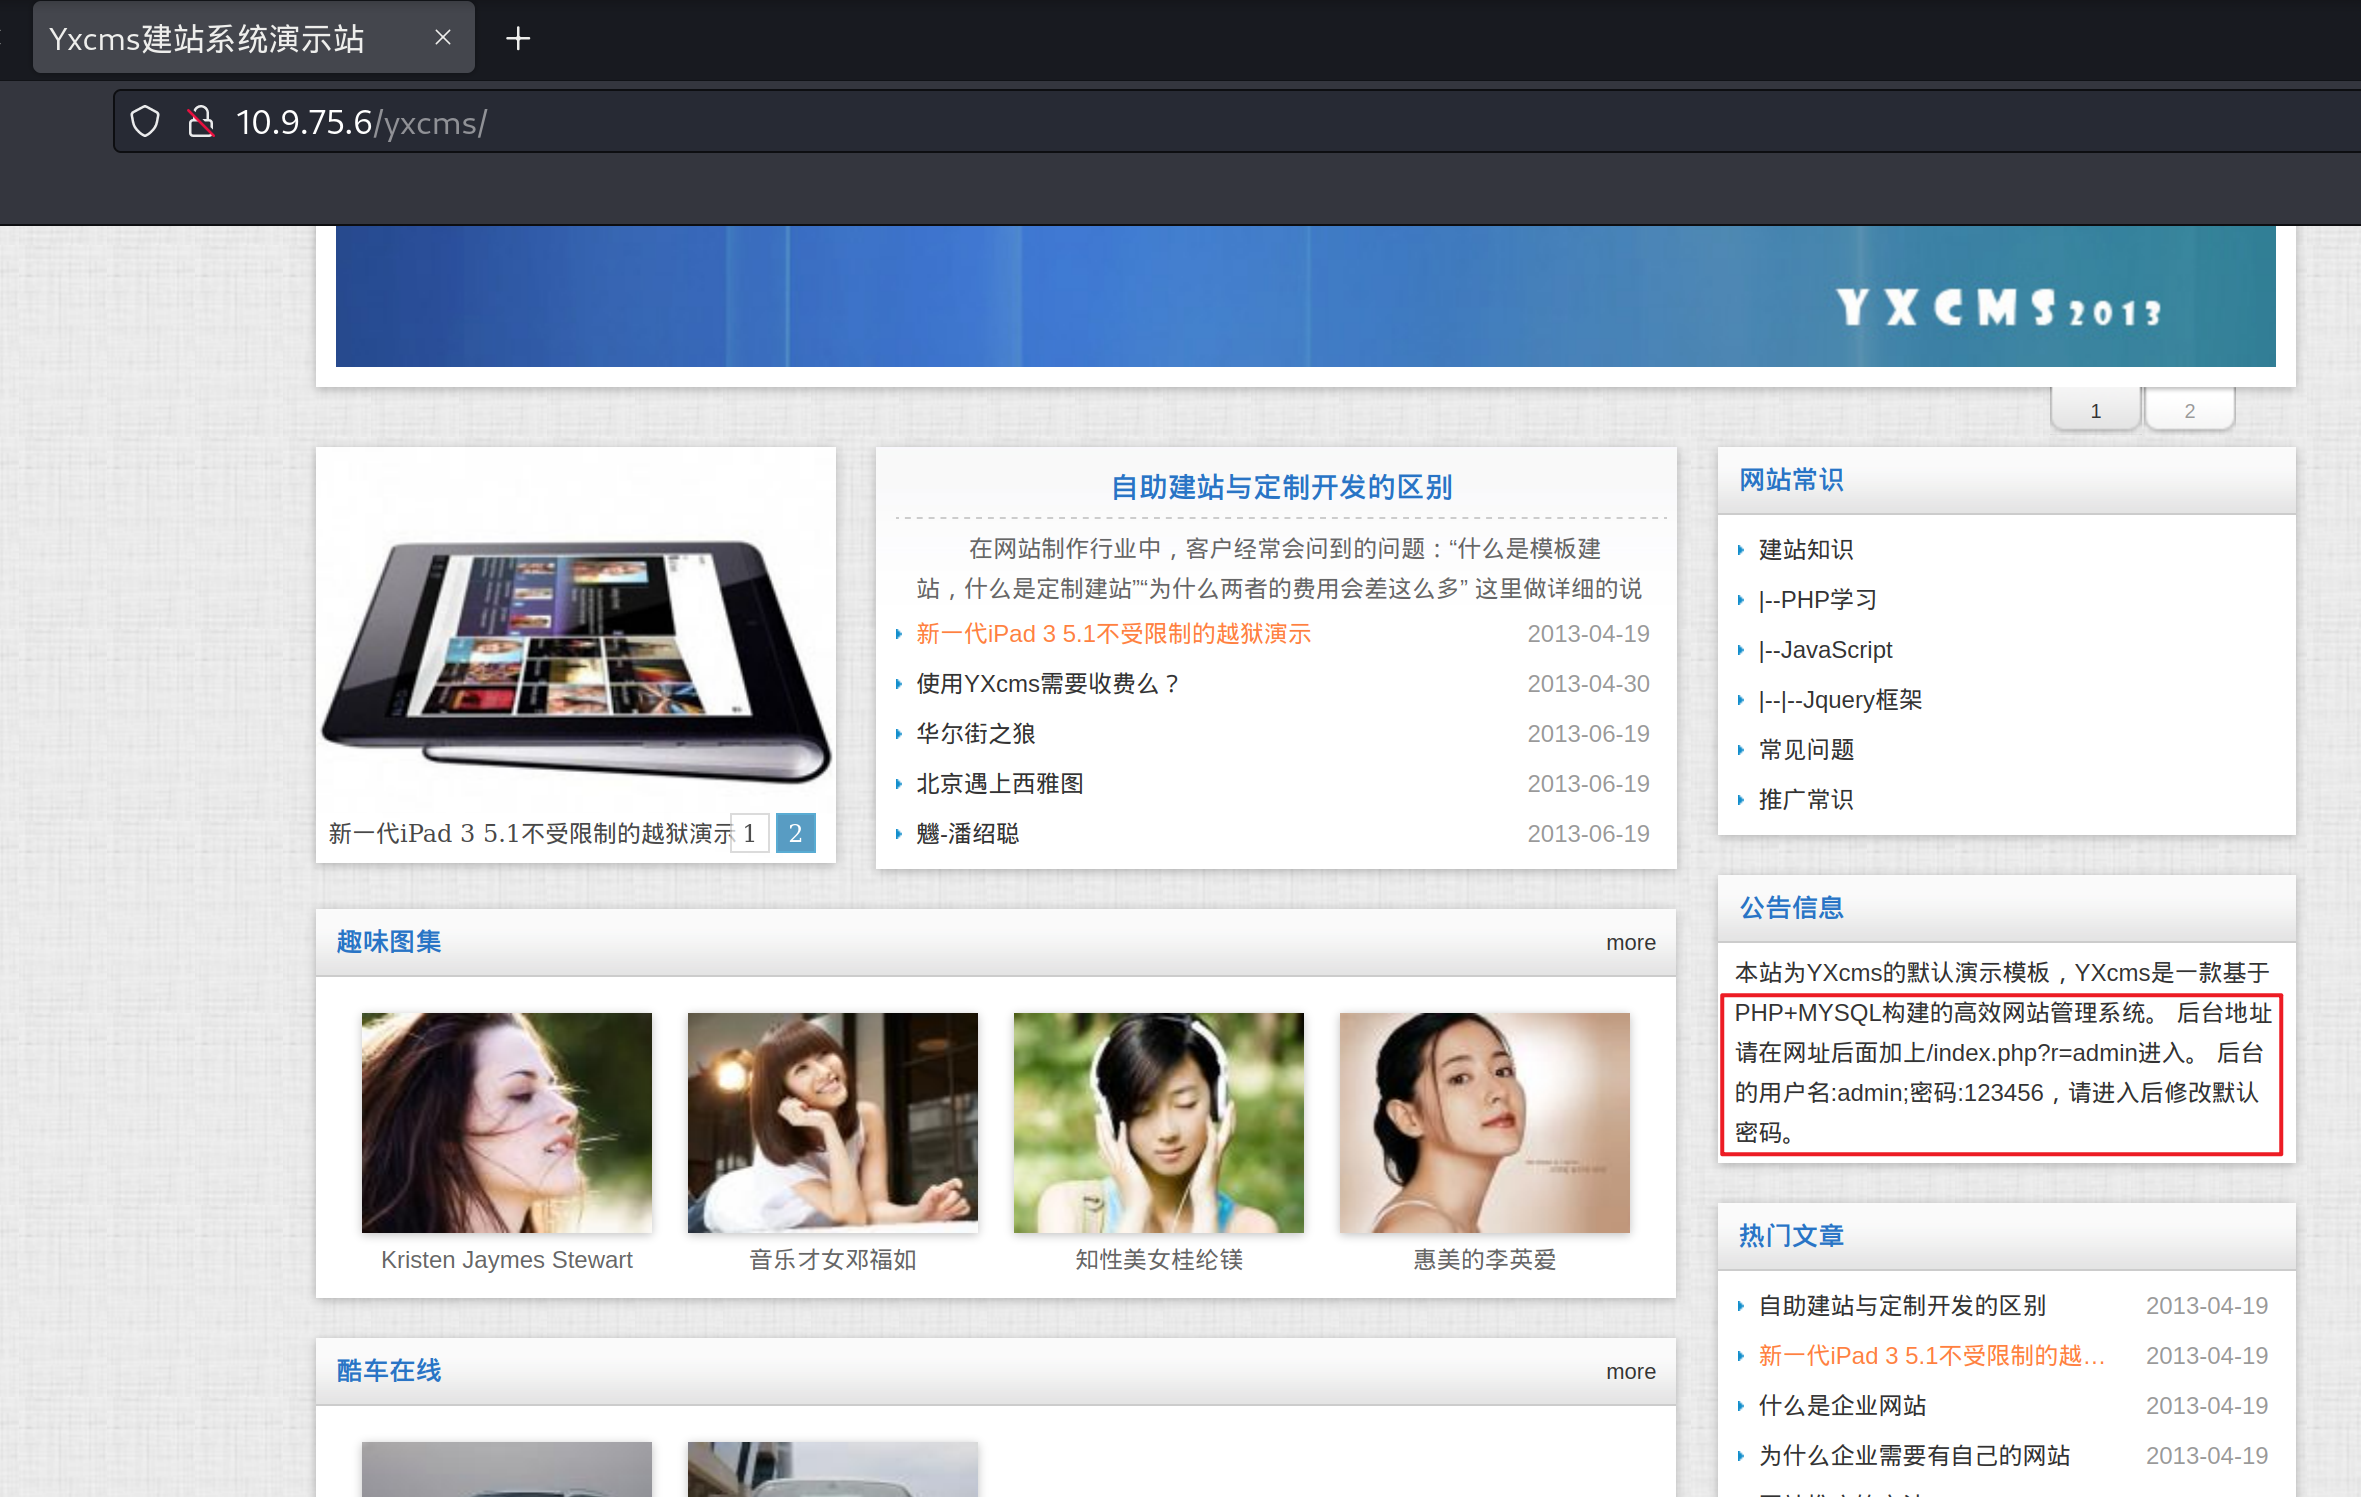 Yxcms建站系统演示站
10.9.75.6/yxcms/
YXCMS2013
1
2
新一代iPad 3 5.1不受限制的越狱演示
1
2
自助建站与定制开发的区别
在网站制作行业中，客户经常会问到的问题：“什么是模板建
站，什么是定制建站”“为什么两者的费用会差这么多” 这里做详细的说
新一代iPad 3 5.1不受限制的越狱演示 2013-04-19
使用YXcms需要收费么？ 2013-04-30
华尔街之狼 2013-06-19
北京遇上西雅图 2013-06-19
魕-潘绍聪 2013-06-19
网站常识
建站知识
|--PHP学习
|--JavaScript
|--|--Jquery框架
常见问题
推广常识
公告信息
本站为YXcms的默认演示模板，YXcms是一款基于
PHP+MYSQL构建的高效网站管理系统。 后台地址
请在网址后面加上/index.php?r=admin进入。 后台
的用户名:admin;密码:123456，请进入后修改默认
密码。
趣味图集 more
Kristen Jaymes Stewart
音乐才女邓福如
知性美女桂纶镁
惠美的李英爱
热门文章
自助建站与定制开发的区别 2013-04-19
新一代iPad 3 5.1不受限制的越... 2013-04-19
什么是企业网站 2013-04-19
为什么企业需要有自己的网站 2013-04-19
酷车在线 more